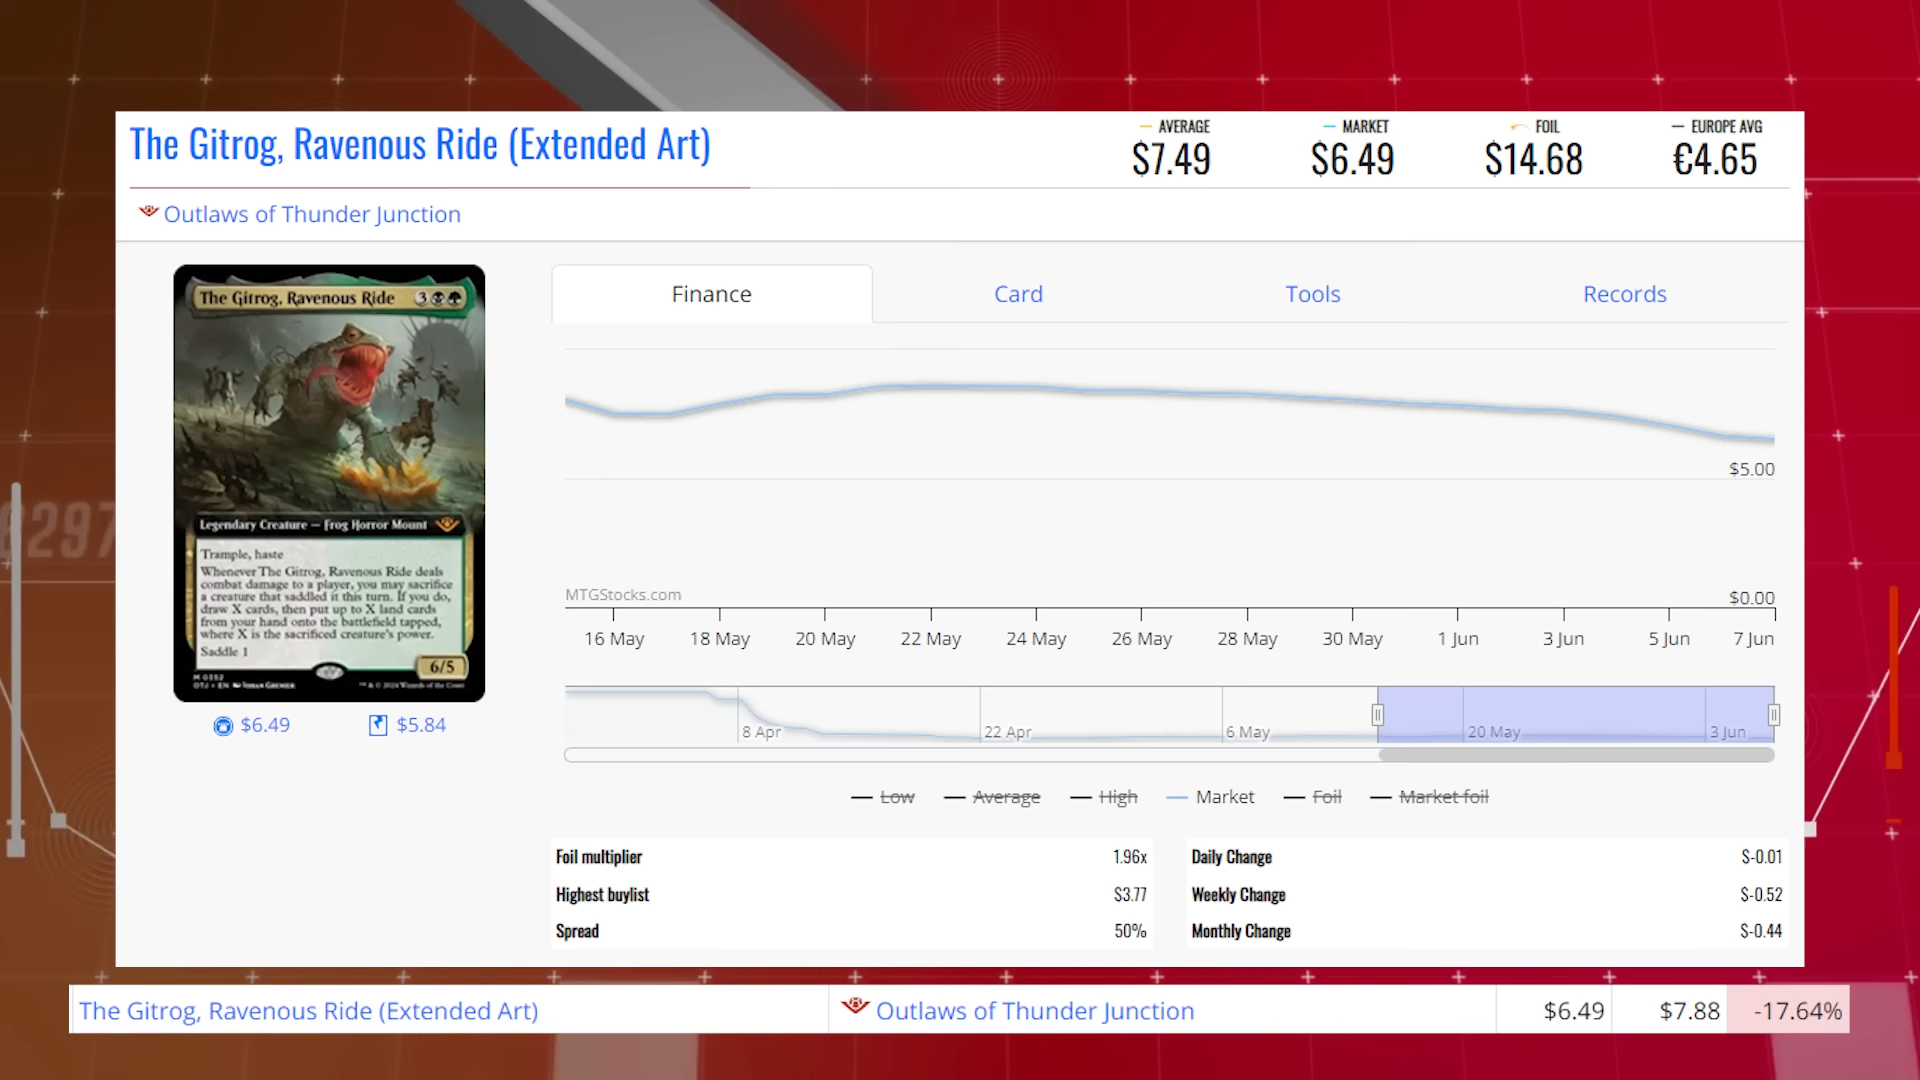 The Gitrog, Ravenous Ride (Extended Art)
AVERAGE
$7.49
MARKET
$6.49
FOIL
$14.68
EUROPE AVG
€4.65
Outlaws of Thunder Junction
The Gitrog, Ravenous Ride 3
Legendary Creature — Frog Horror Mount
Trample, haste
Whenever The Gitrog, Ravenous Ride deals
combat damage to a player, you may sacrifice
a creature that saddled it this turn. If you do,
draw X cards, then put up to X land cards
from your hand onto the battlefield tapped,
where X is the sacrificed creature's power.
Saddle 1
6/5
M 0352
OTJ • EN
$6.49
$5.84
Finance
Card
Tools
Records
$5.00
MTGStocks.com
$0.00
16 May
18 May
20 May
22 May
24 May
26 May
28 May
30 May
1 Jun
3 Jun
5 Jun
7 Jun
8 Apr
22 Apr
6 May
20 May
3 Jun
Low
Average
High
Market
Foil
Market foil
Foil multiplier 1.96x
Highest buylist $3.77
Spread 50%
Daily Change $-0.01
Weekly Change $-0.52
Monthly Change $-0.44
8297
The Gitrog, Ravenous Ride (Extended Art) Outlaws of Thunder Junction $6.49 $7.88 -17.64%